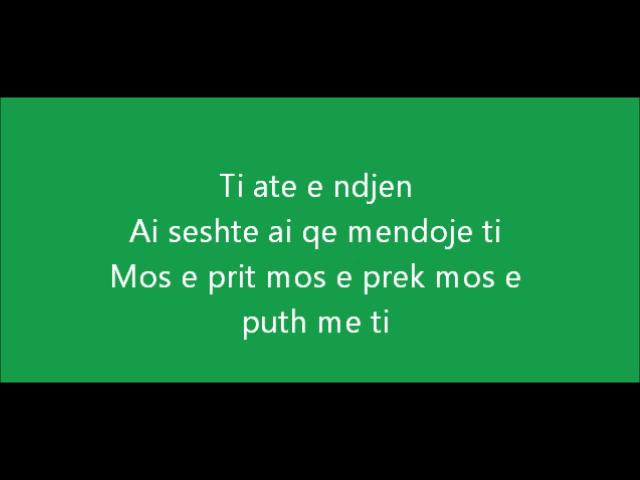 Ti ate e ndjen
Ai seshte ai qe mendoje ti
Mos e prit mos e prek mos e
puth me ti